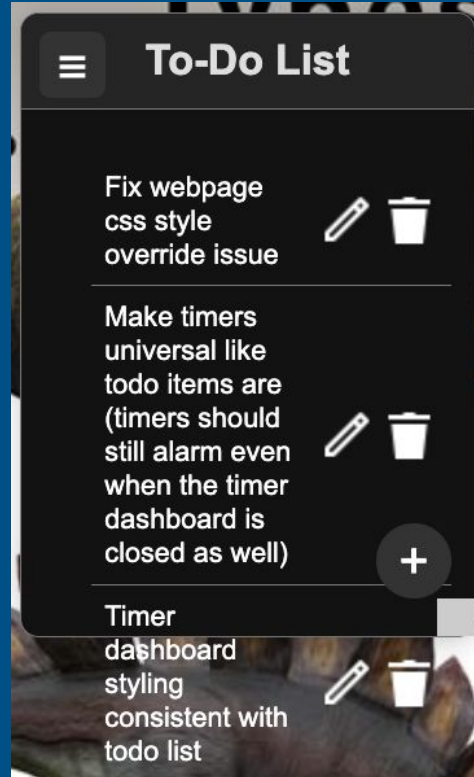 To-Do List
Fix webpage
css style
override issue
Make timers
universal like
todo items are
(timers should
still alarm even
when the timer
dashboard is
closed as well)
+
Timer
dashboard
styling
consistent with
todo list